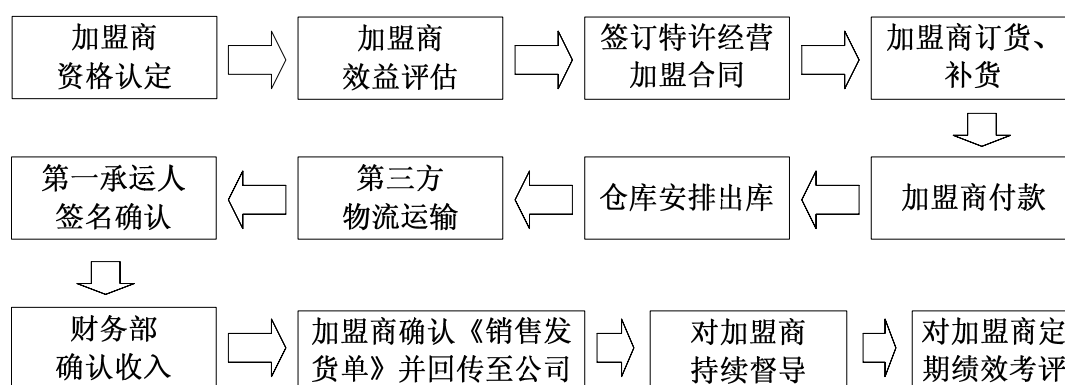 加盟商
资格认定
加盟商
效益评估
签订特许经营
加盟合同
加盟商订货、
补货
第一承运人
签名确认
第三方
物流运输
仓库安排出库
加盟商付款
财务部
确认收入
加盟商确认《销售发
货单》并回传至公司
对加盟商
持续督导
对加盟商定
期绩效考评